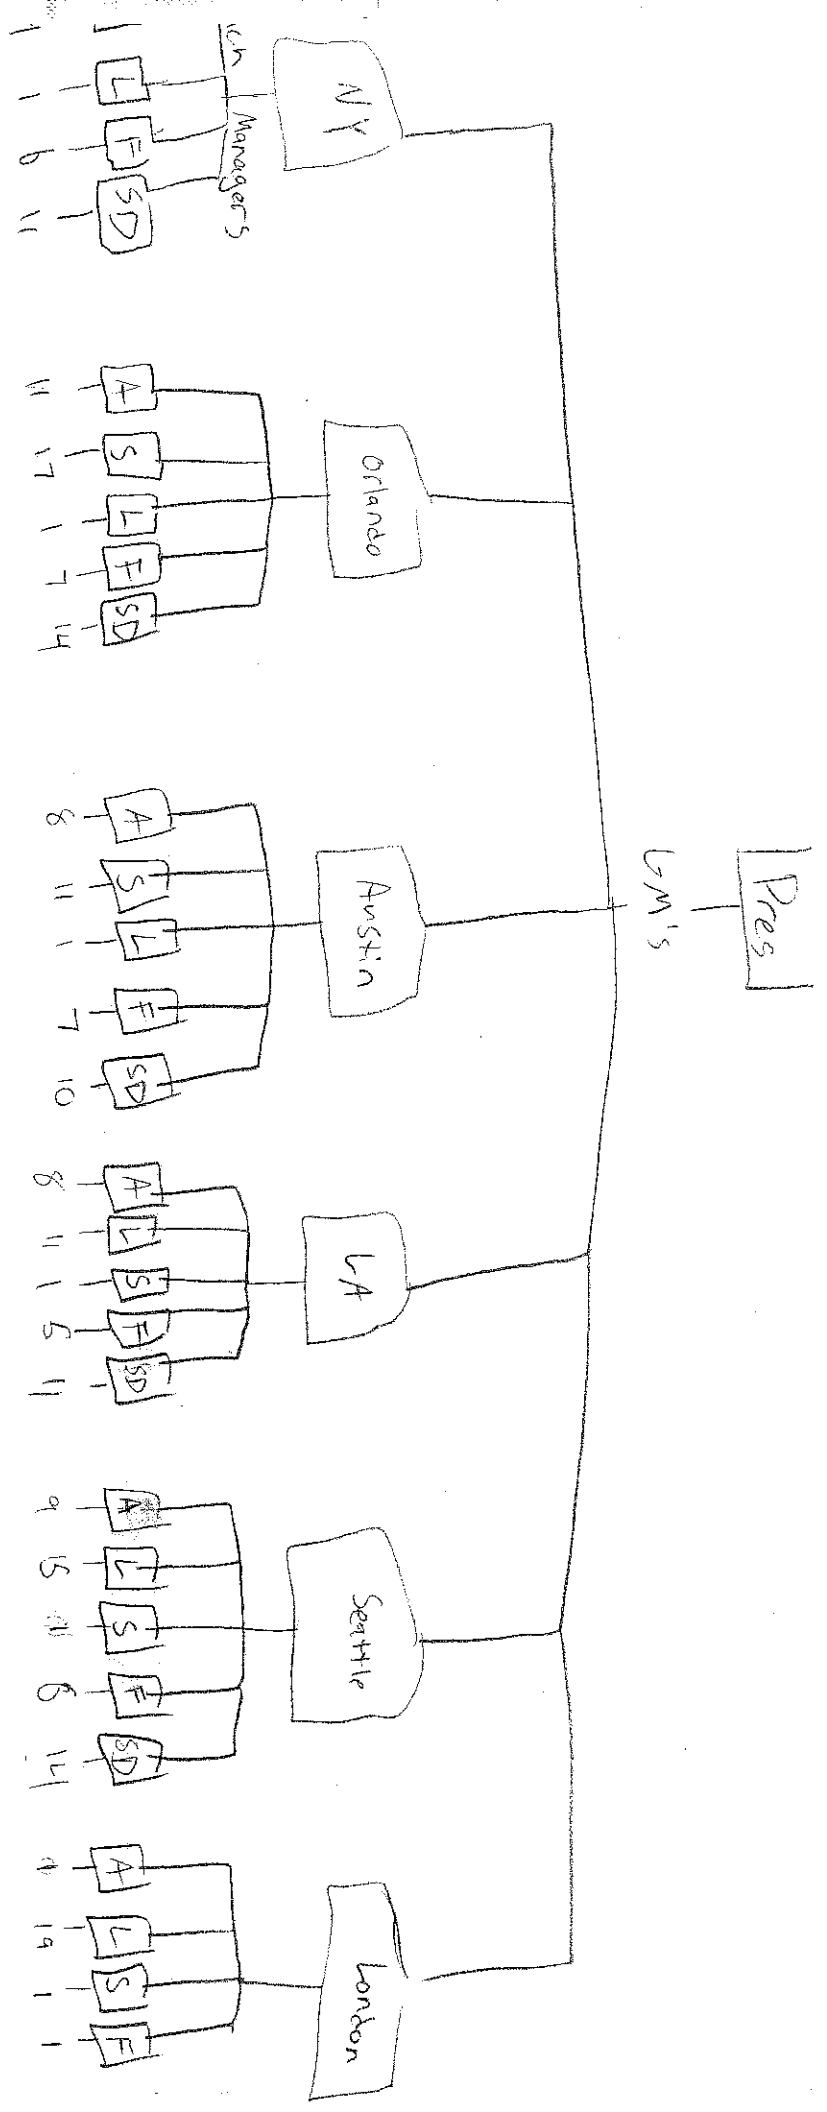 Pres
GM's
NY
Orlando
Austin
LA
Seattle
London
Managers
L F SD
A S L F SD
A S L F SD
A L S F SD
A L S F SD
A L S F
1 1 6 11
11 17 1 7 14
8 11 1 7 10
8 11 1 5 11
9 15 6 14
19 1 1